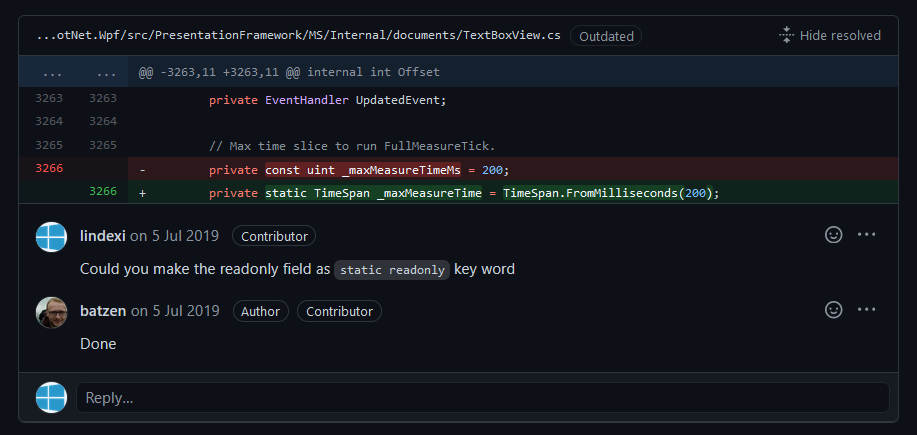 ...otNet.Wpf/src/PresentationFramework/MS/Internal/documents/TextBoxView.cs Outdated Hide resolved
... ... @@ -3263,11 +3263,11 @@ internal int Offset
3263 3263 private EventHandler UpdatedEvent;
3264 3264
3265 3265 // Max time slice to run FullMeasureTick.
3266 - private const uint _maxMeasureTimeMs = 200;
3266 + private static TimeSpan _maxMeasureTime = TimeSpan.FromMilliseconds(200);
lindexi on 5 Jul 2019 Contributor
Could you make the readonly field as static readonly key word
batzen on 5 Jul 2019 Author Contributor
Done
Reply...